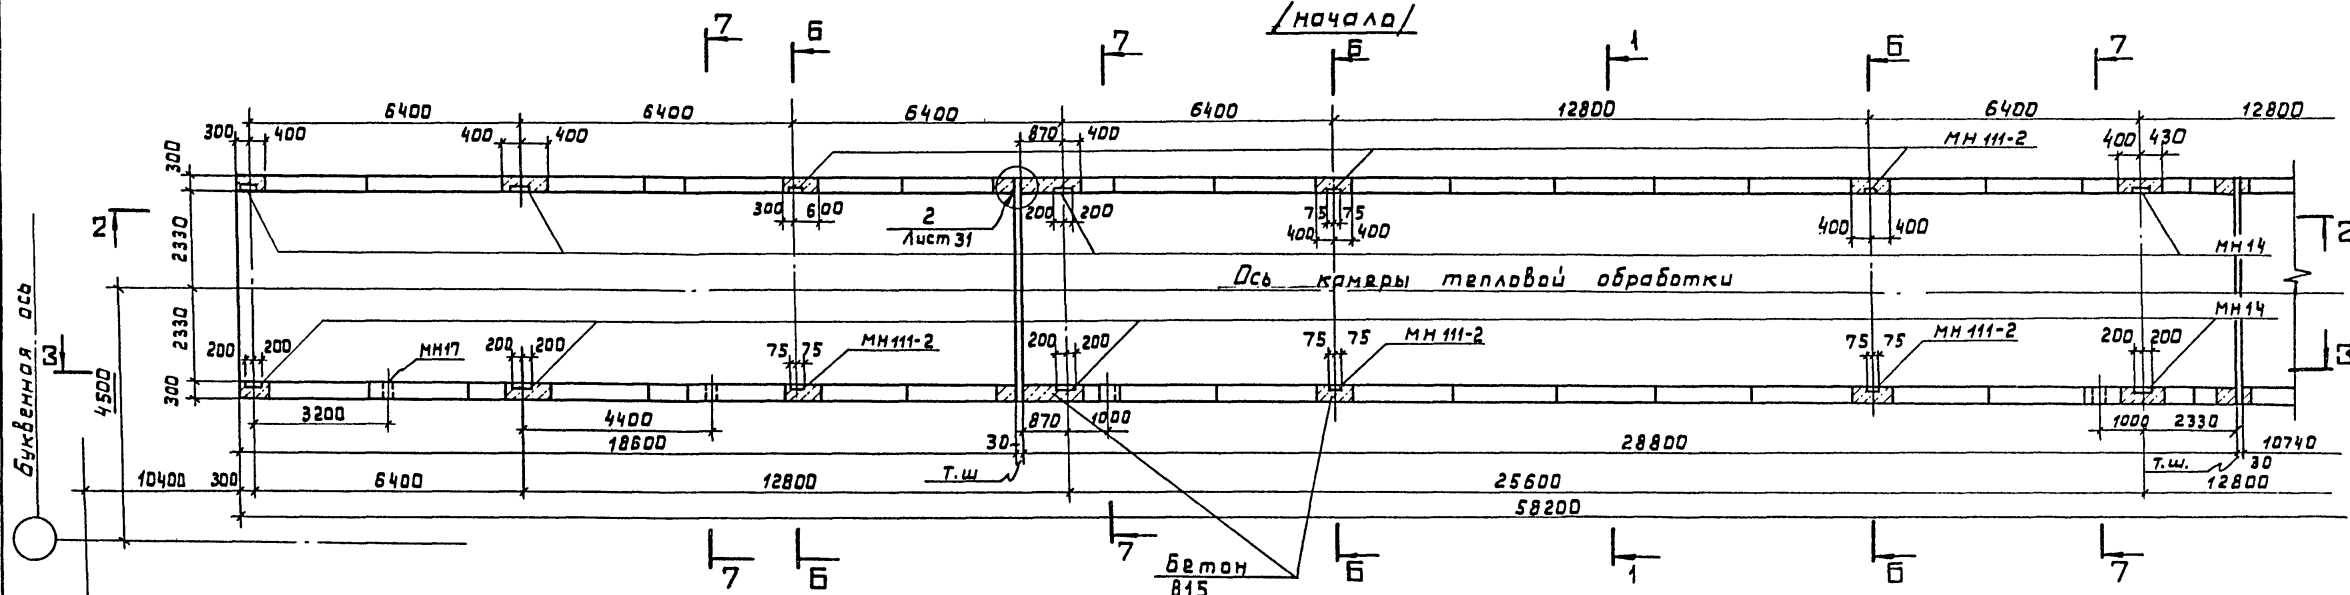 /начало/
7 6 7 6 1 6 7
6400 6400 6400 6400 12800 6400 12800
300 400 400 400 870 400 МН 111-2 400 430
300
300 600 200 200 75 75
2
Лист 31
400 400 400 400
2 2
2330
МН 14
Ось камеры тепловой обработки
Буквенная ось
2330
МН 14
200 200 МН17 200 200 75 75 МН111-2 200 200 75 75 МН 111-2 75 75 МН 111-2 200 200
3 3
4500
300
3200 4400 870 1000 1000 2330
18600 30 28800 10740
т.ш т.ш. 30
10400 300 6400 12800 25600 12800
58200
7 6 7 6 1 6 7
Бетон
В15